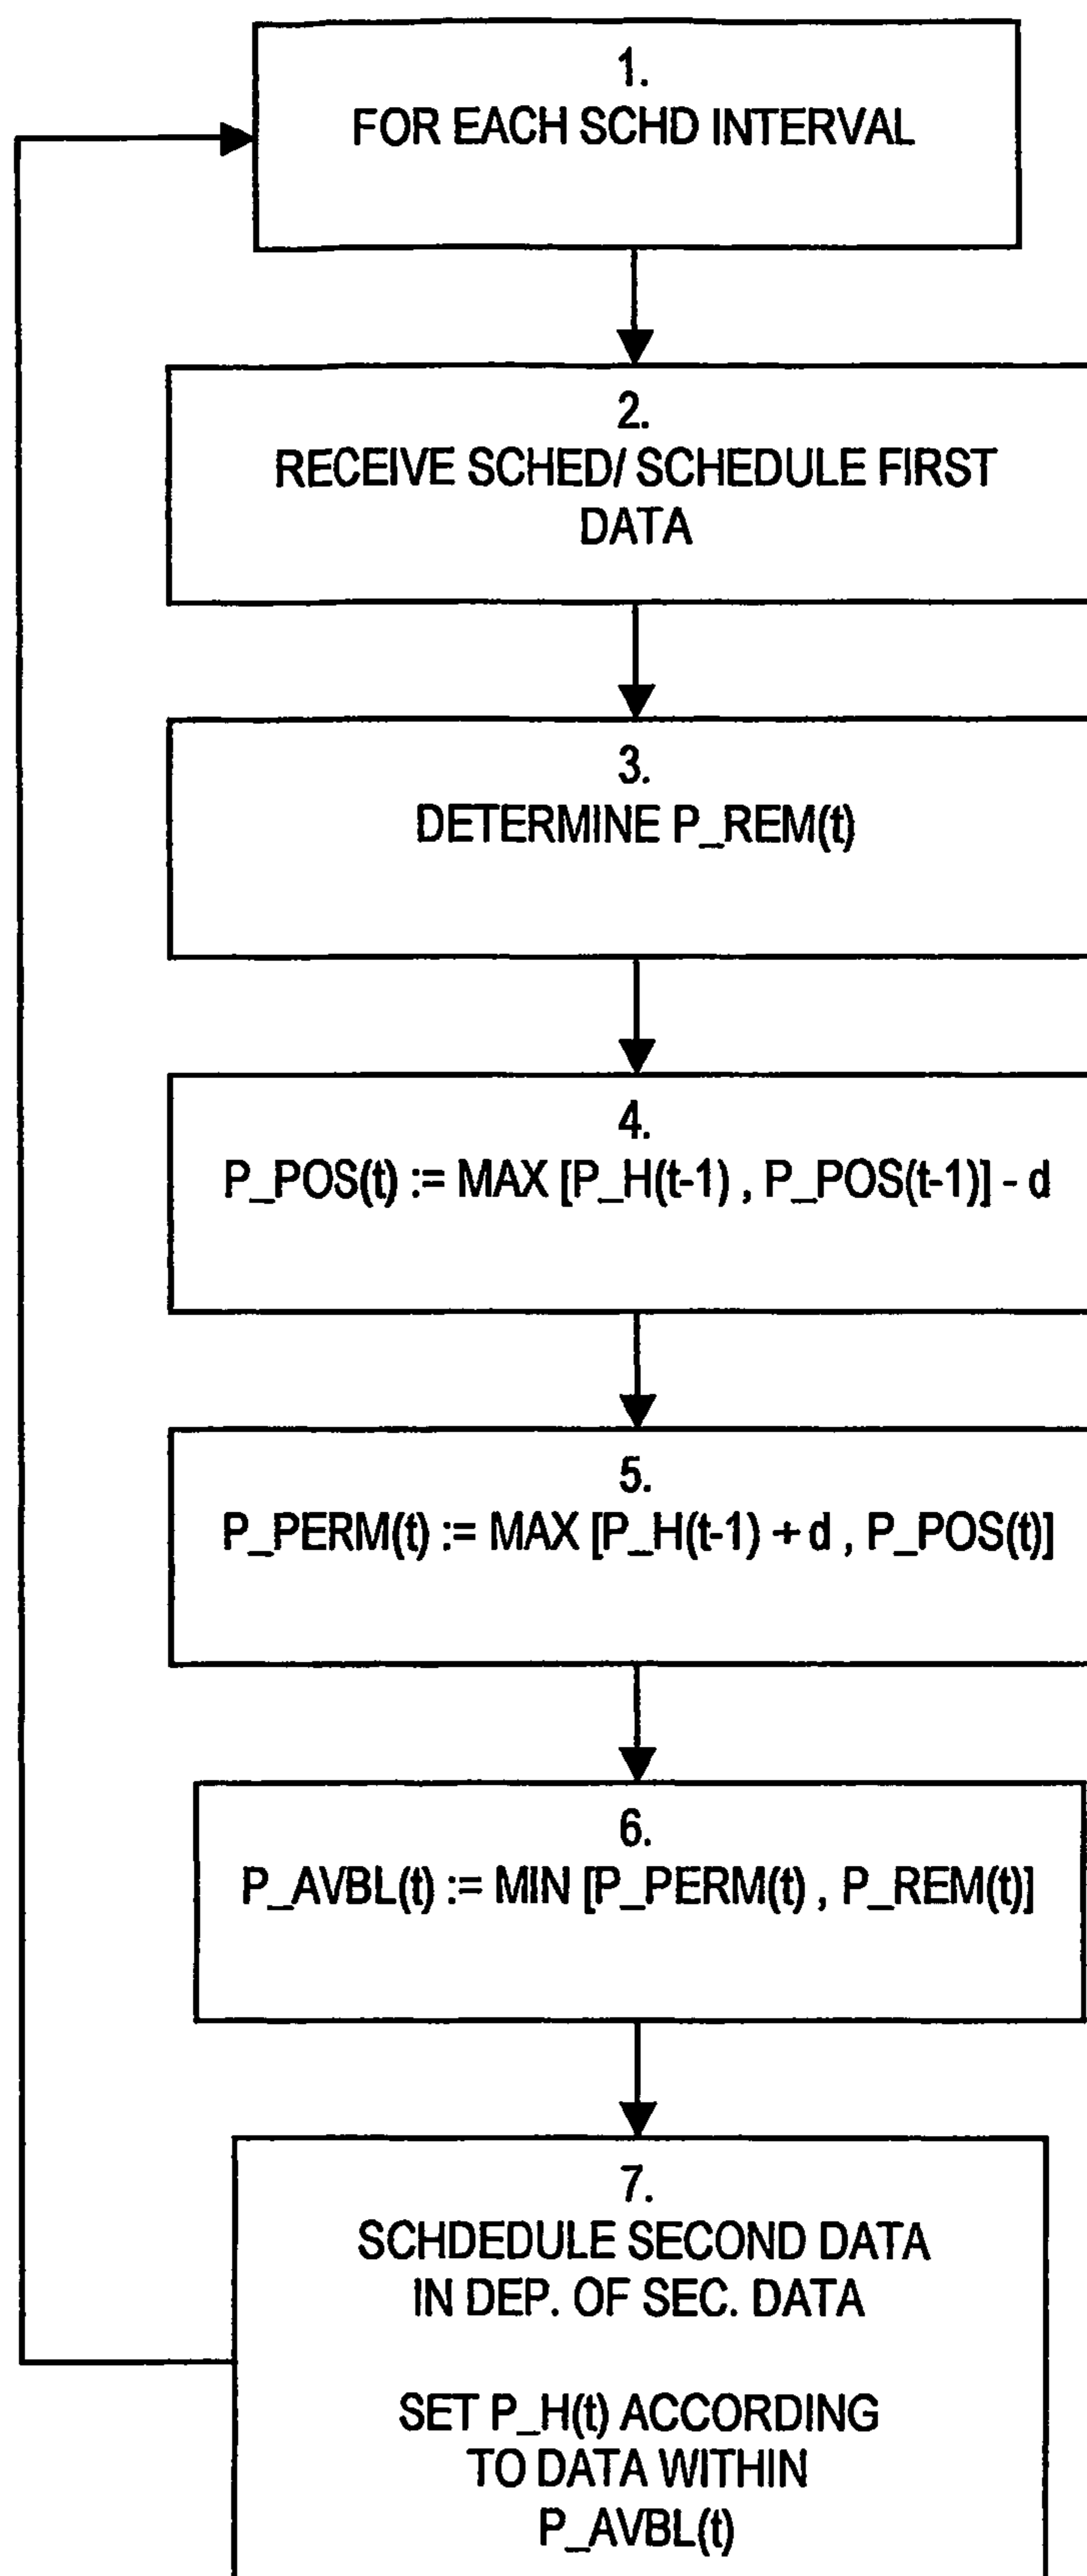 1.
FOR EACH SCHD INTERVAL
2.
RECEIVE SCHED/ SCHEDULE FIRST
DATA
3.
DETERMINE P_REM(t)
4.
P_POS(t) := MAX [P_H(t-1) , P_POS(t-1)] - d
5.
P_PERM(t) := MAX [P_H(t-1) + d , P_POS(t)]
6.
P_AVBL(t) := MIN [P_PERM(t) , P_REM(t)]
7.
SCHDEDULE SECOND DATA
IN DEP. OF SEC. DATA
SET P_H(t) ACCORDING
TO DATA WITHIN
P_AVBL(t)